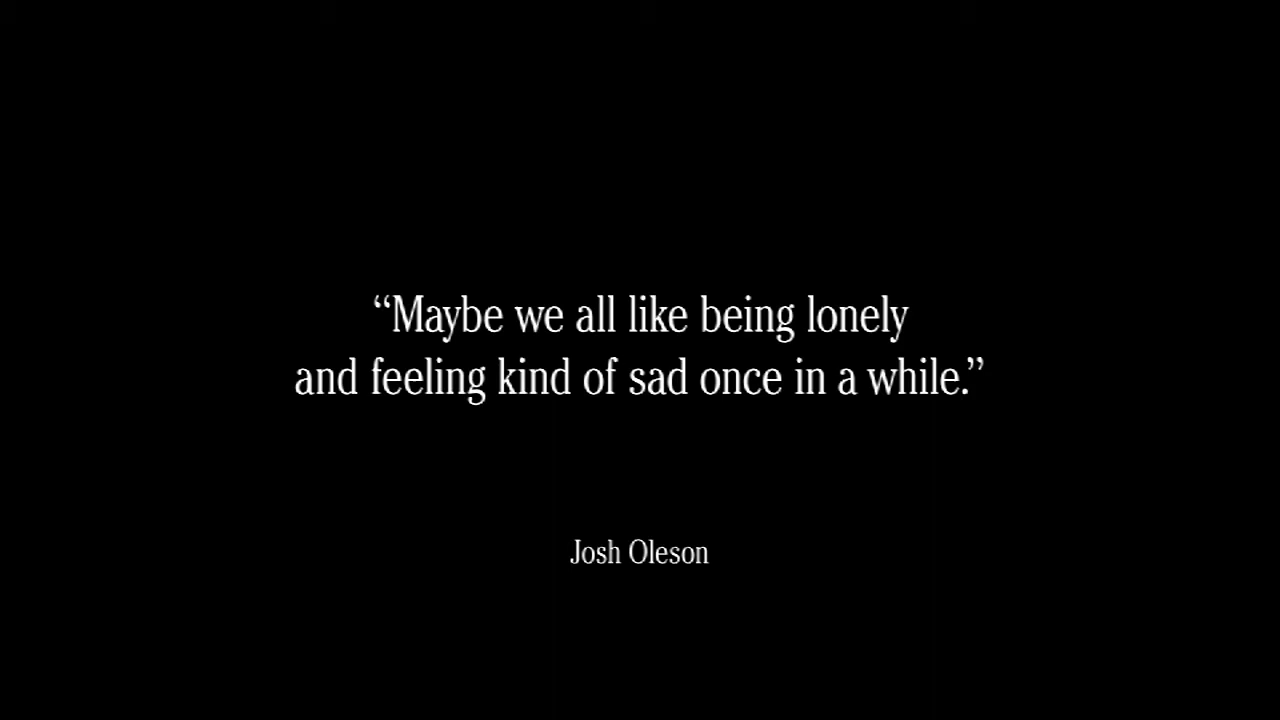 “Maybe we all like being lonely
and feeling kind of sad once in a while.”
Josh Oleson